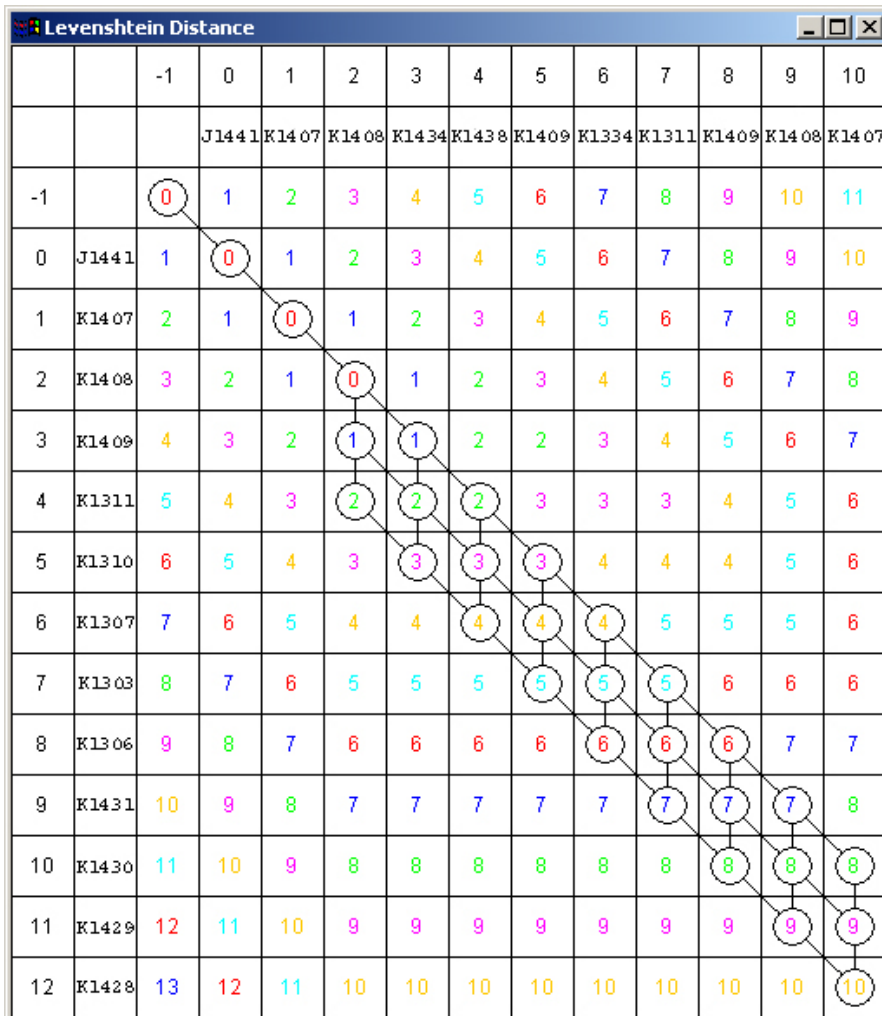 Levenshtein Distance
-1 0 1 2 3 4 5 6 7 8 9 10
J1441 K1407 K1408 K1434 K1438 K1409 K1334 K1311 K1409 K1408 K1407
-1 0 1 2 3 4 5 6 7 8 9 10 11
0 J1441 1 0 1 2 3 4 5 6 7 8 9 10
1 K1407 2 1 0 1 2 3 4 5 6 7 8 9
2 K1408 3 2 1 0 1 2 3 4 5 6 7 8
3 K1409 4 3 2 1 1 2 2 3 4 5 6 7
4 K1311 5 4 3 2 2 2 3 3 3 4 5 6
5 K1310 6 5 4 3 3 3 3 4 4 4 5 6
6 K1307 7 6 5 4 4 4 4 4 5 5 5 6
7 K1303 8 7 6 5 5 5 5 5 5 6 6 6
8 K1306 9 8 7 6 6 6 6 6 6 6 7 7
9 K1431 10 9 8 7 7 7 7 7 7 7 7 8
10 K1430 11 10 9 8 8 8 8 8 8 8 8 8
11 K1429 12 11 10 9 9 9 9 9 9 9 9 9
12 K1428 13 12 11 10 10 10 10 10 10 10 10 10